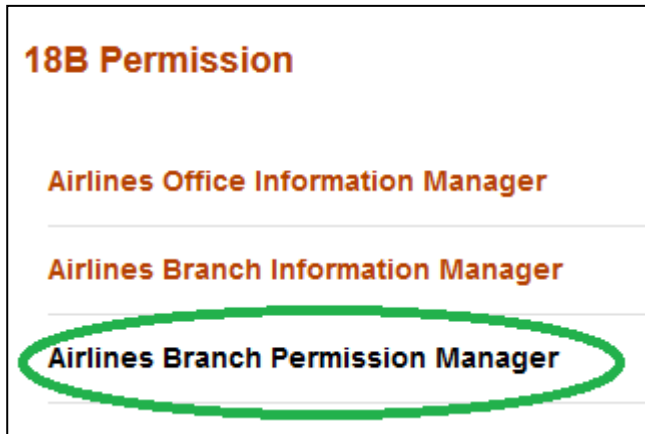 18B Permission
Airlines Office Information Manager
Airlines Branch Information Manager
Airlines Branch Permission Manager